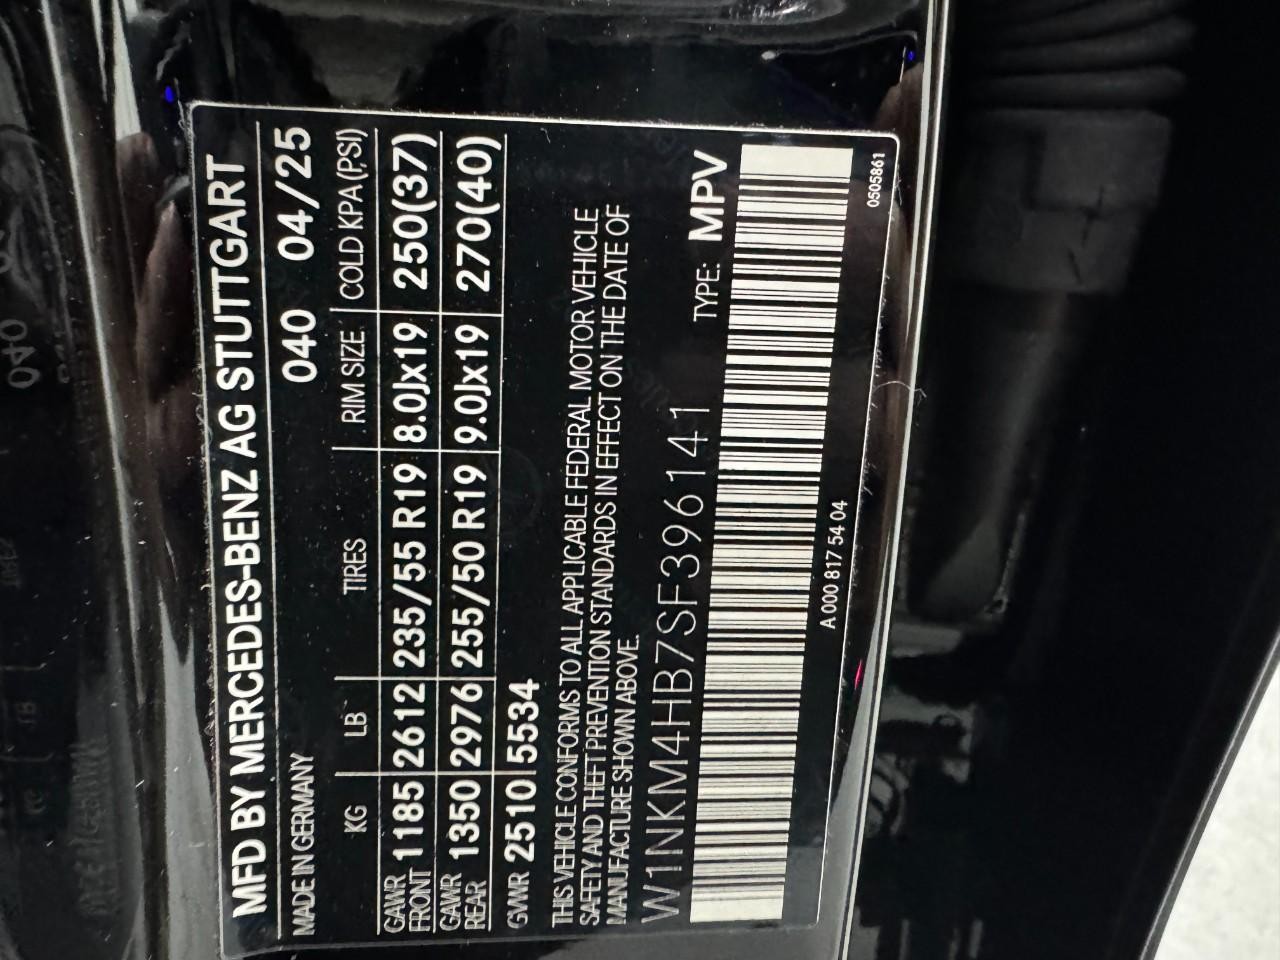 MFD BY MERCEDES-BENZ AG STUTTGART
MADE IN GERMANY 040 04/25
KG LB TIRES RIM SIZE COLD KPA(PSI)
GAWR FRONT 1185 2612 235/55 R19 8.0Jx19 250(37)
GAWR REAR 1350 2976 255/50 R19 9.0Jx19 270(40)
GVWR 2510 5534
THIS VEHICLE CONFORMS TO ALL APPLICABLE FEDERAL MOTOR VEHICLE
SAFETY AND THEFT PREVENTION STANDARDS IN EFFECT ON THE DATE OF
MANUFACTURE SHOWN ABOVE.
W1NKM4HB7SF396141 TYPE: MPV
A 000 817 54 04
0505861